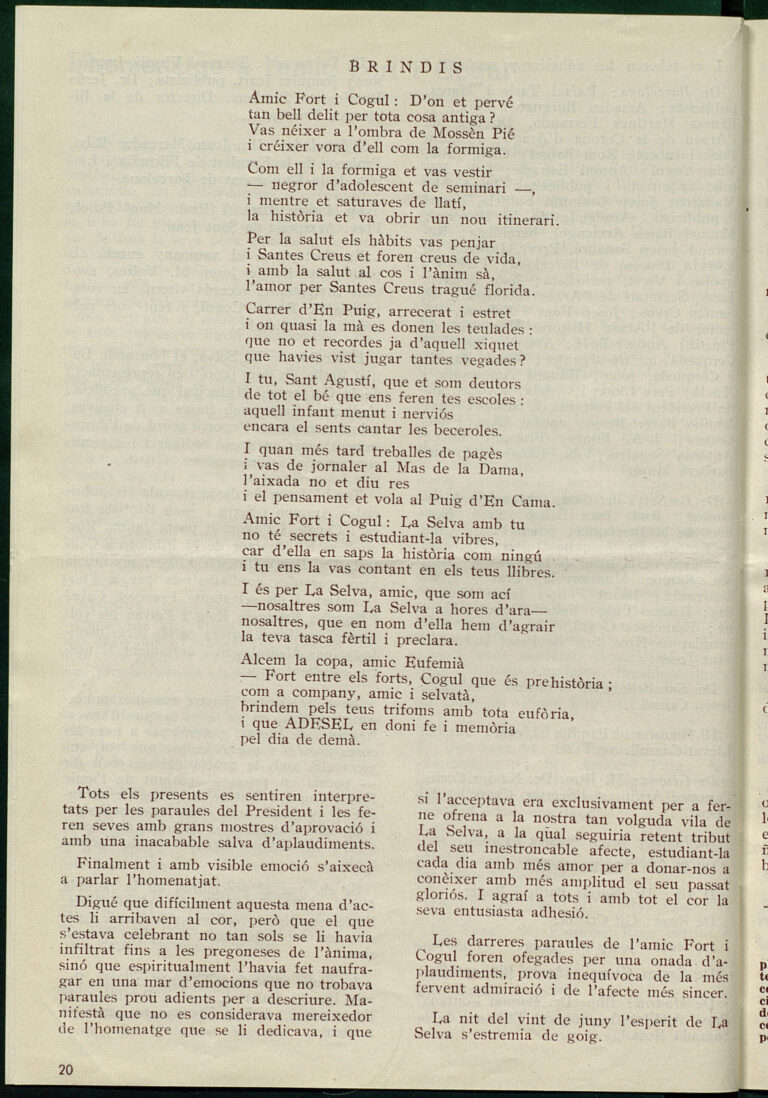 BRINDIS
Amic Fort i Cogul : D'on et pervé
tan bell delit per tota cosa antiga ?
Vas néixer a l'ombra de Mossèn Pié
i créixer vora d'ell com la formiga.
Com ell i la formiga et vas vestir
— negror d'adolescent de seminari —,
i mentre et saturaves de llatí,
la història et va obrir un nou itinerari.
Per la salut els hàbits vas penjar
i Santes Creus et foren creus de vida,
i amb la salut al cos i l'ànim sà,
l'amor per Santes Creus tragué florida.
Carrer d'En Puig, arrecerat i estret
i on quasi la mà es donen les teulades :
que no et recordes ja d'aquell xiquet
que havies vist jugar tantes vegades ?
I tu, Sant Agustí, que et som deutors
de tot el bé que ens feren tes escoles :
aquell infant menut i nerviós
encara el sents cantar les beceroles.
I quan més tard treballes de pagès
i vas de jornaler al Mas de la Dama,
l'aixada no et diu res
i el pensament et vola al Puig d'En Cama.
Amic Fort i Cogul : La Selva amb tu
no té secrets i estudiant-la vibres,
car d'ella en saps la història com ningú
i tu ens la vas contant en els teus llibres.
I és per La Selva, amic, que som ací
—nosaltres som La Selva a hores d'ara—
nosaltres, que en nom d'ella hem d'agrair
la teva tasca fèrtil i preclara.
Alcem la copa, amic Eufemià
— Fort entre els forts, Cogul que és prehistòria ;
com a company, amic i selvatà,
brindem pels teus trifoms amb tota eufòria,
i que ADESEL en doni fe i memòria
pel dia de demà.
Tots els presents es sentiren interpre-
tats per les paraules del President i les fe-
ren seves amb grans mostres d'aprovació i
amb una inacabable salva d'aplaudiments.
Finalment i amb visible emoció s'aixecà
a parlar l'homenatjat.
Digué que difícilment aquesta mena d'ac-
tes li arribaven al cor, però que el que
s'estava celebrant no tan sols se li havia
infiltrat fins a les pregoneses de l'ànima,
sinó que espiritualment l'havia fet naufra-
gar en una mar d'emocions que no trobava
paraules prou adients per a descriure. Ma-
nifestà que no es considerava mereixedor
de l'homenatge que se li dedicava, i que
si l'acceptava era exclusivament per a fer-
ne ofrena a la nostra tan volguda vila de
La Selva, a la qual seguiria retent tribut
del seu inestroncable afecte, estudiant-la
cada dia amb més amor per a donar-nos a
conèixer amb més amplitud el seu passat
gloriós. I agraí a tots i amb tot el cor la
seva entusiasta adhesió.
Les darreres paraules de l'amic Fort i
Cogul foren ofegades per una onada d'a-
plaudiments, prova inequívoca de la més
fervent admiració i de l'afecte més sincer.
La nit del vint de juny l'esperit de La
Selva s'estremia de goig.
20